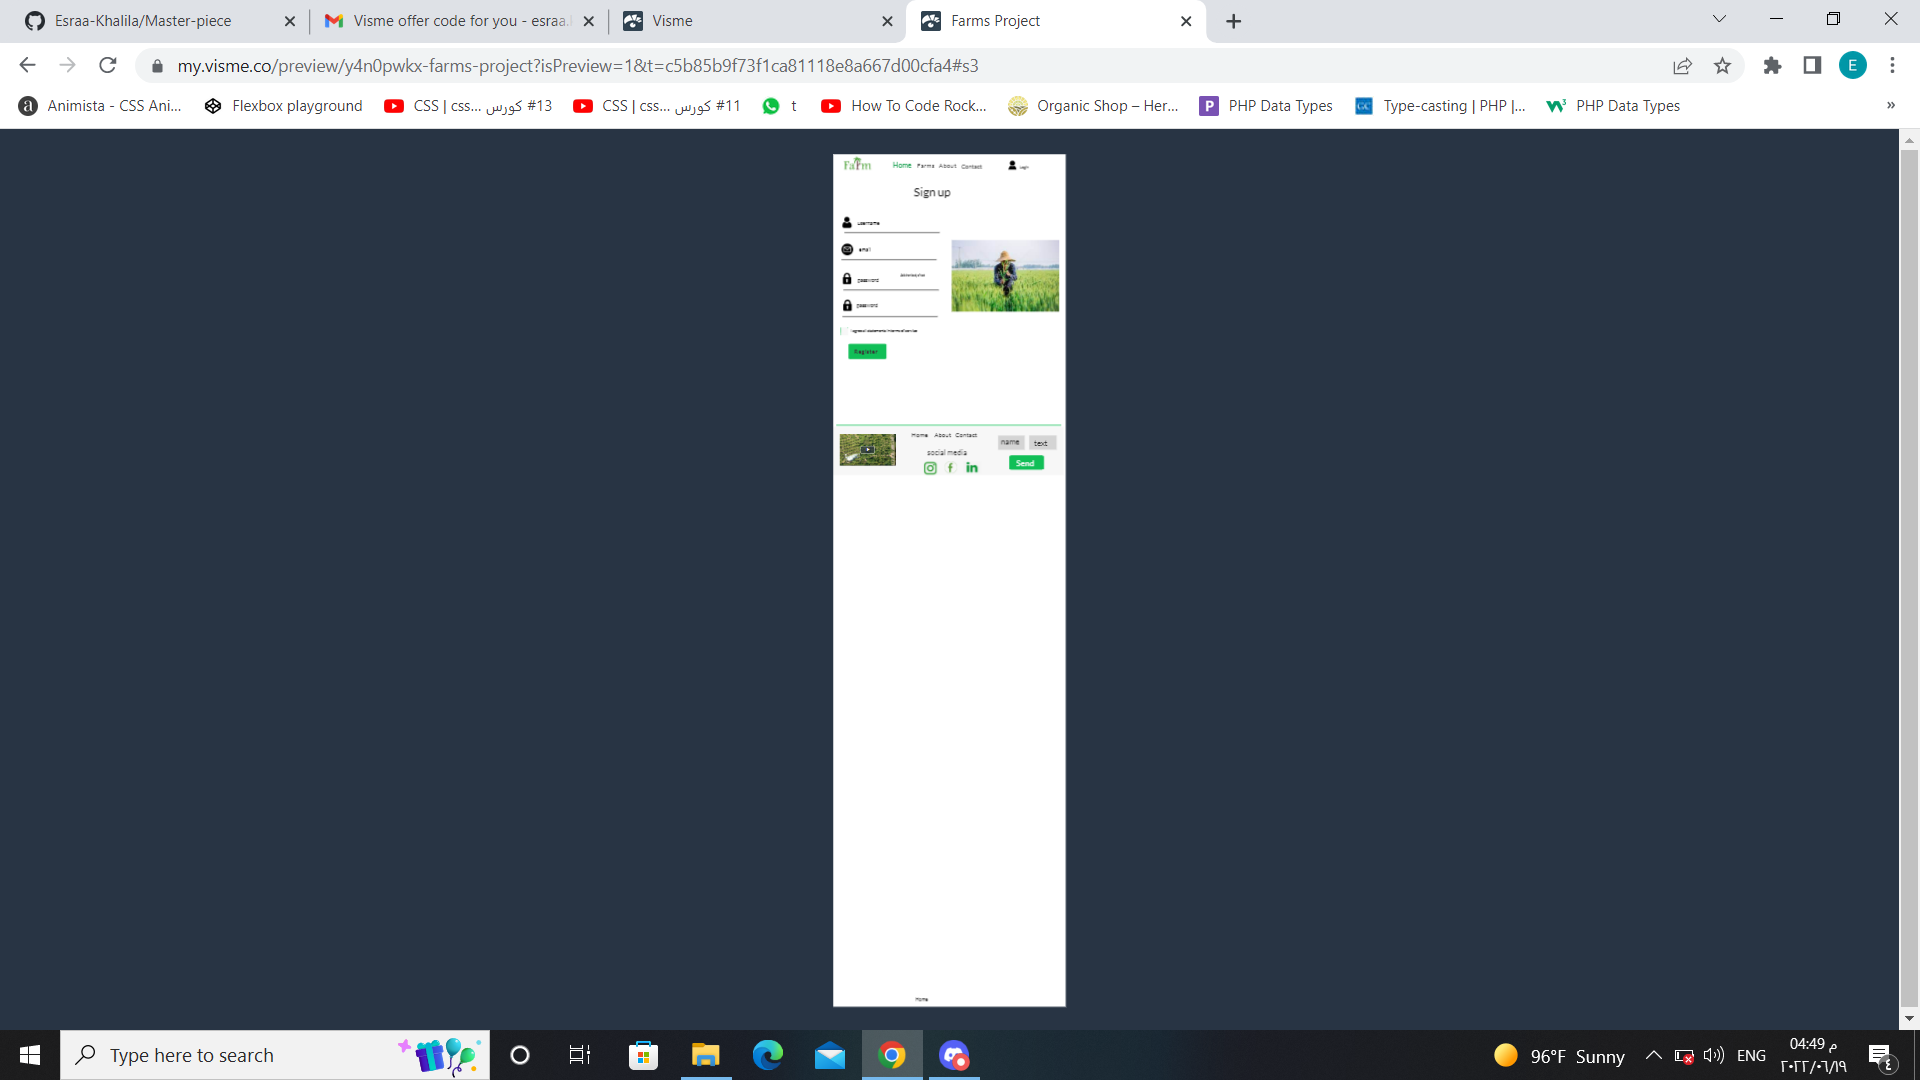 Esraa-Khalila/Master-piece
Visme offer code for you - esraa.
Visme
Farms Project
my.visme.co/preview/y4n0pwkx-farms-project?isPreview=1&t=c5b85b9f73f1ca81118e8a667d00cfa4#s3
E
Animista - CSS Ani...
Flexbox playground
CSS | css... كورس #13
CSS | css... كورس #11
t
How To Code Rock...
Organic Shop – Her...
P PHP Data Types
GC Type-casting | PHP |...
W3 PHP Data Types
»
Farm Home Farms About Contact Login
Sign up
username
email
password
password
Register
Home About Contact
name text
social media
Send
Home
Type here to search
96°F Sunny
ENG
04:49 م
٢٠٢٢/٠٦/١٩
٤